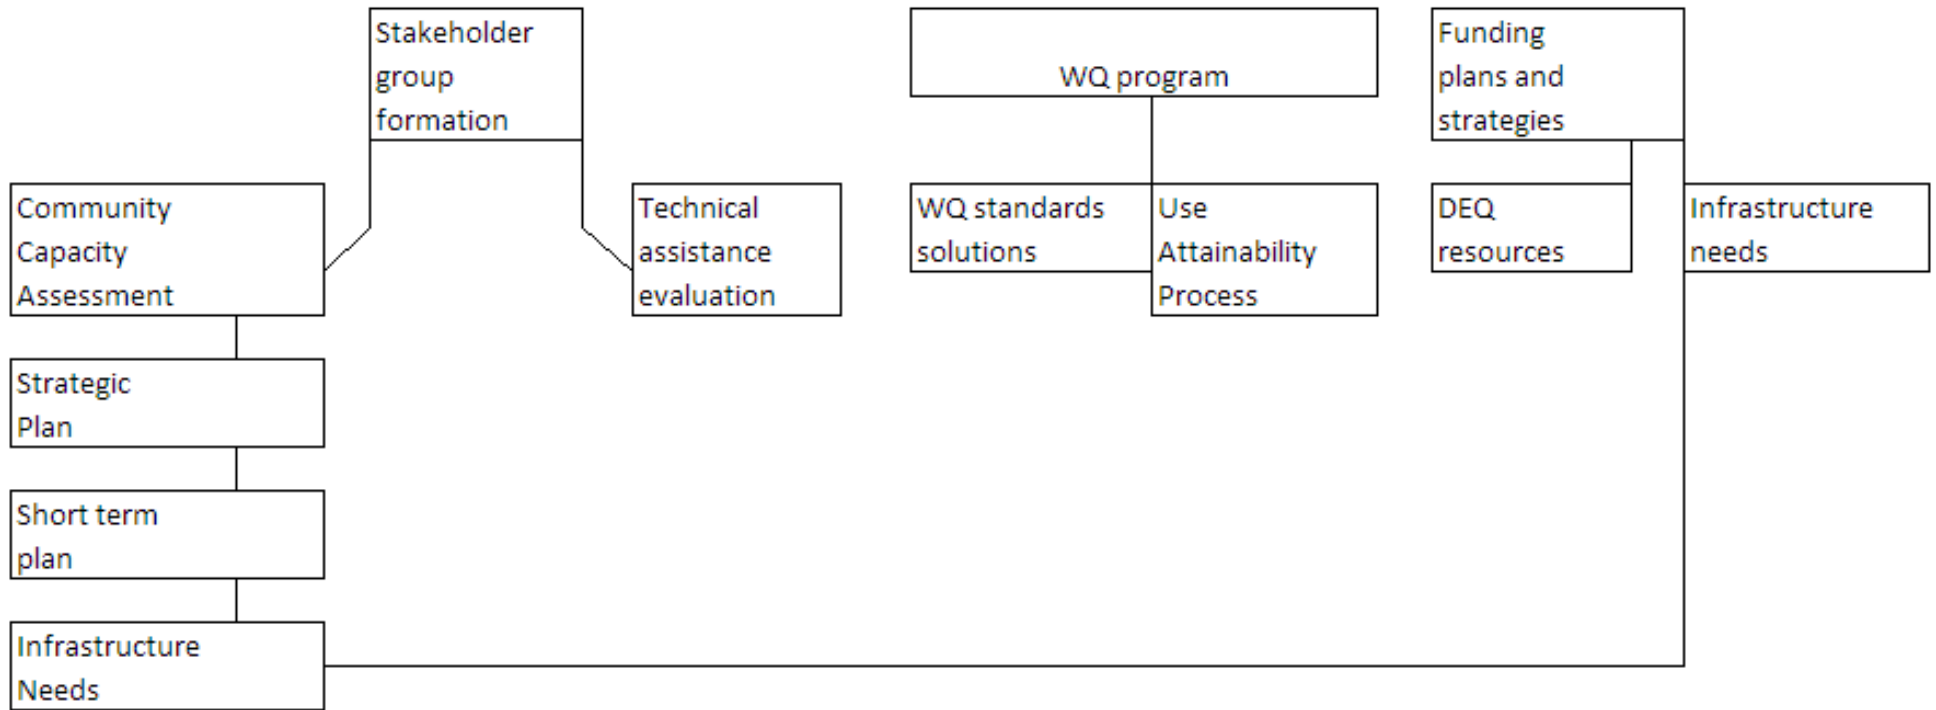 Stakeholder
group
formation
WQ program
Funding
plans and
strategies
Community
Capacity
Assessment
Technical
assistance
evaluation
WQ standards
solutions
Use
Attainability
Process
DEQ
resources
Infrastructure
needs
Strategic
Plan
Short term
plan
Infrastructure
Needs